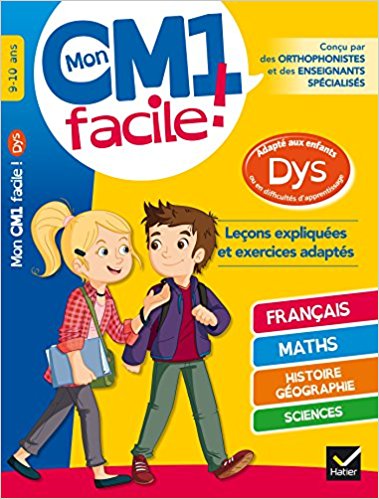 9-10 ans
Mon CM1 facile ! Dys
Mon
CM1
facile !
Conçu par
des ORTHOPHONISTES
et des ENSEIGNANTS
SPÉCIALISÉS
Adapté aux enfants
Dys
ou en difficultés d'apprentissage
Leçons expliquées
et exercices adaptés
FRANÇAIS
MATHS
HISTOIRE
GÉOGRAPHIE
SCIENCES
Hatier